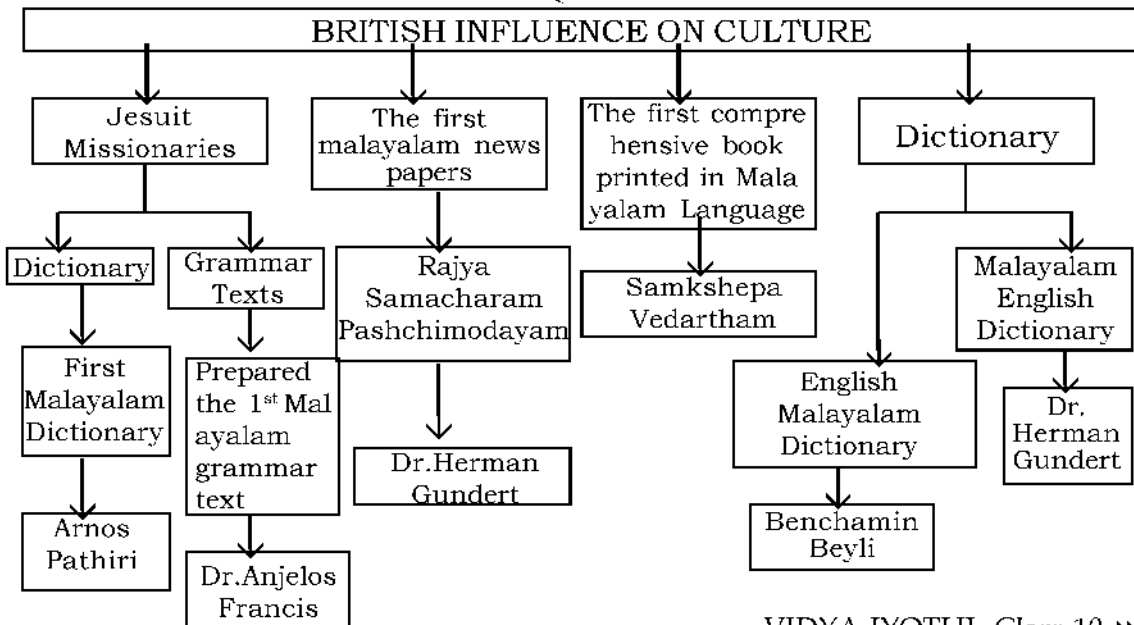 BRITISH INFLUENCE ON CULTURE
Jesuit
Missionaries
The first
malayalam news
papers
The first compre
hensive book
printed in Mala
yalam Language
Dictionary
Dictionary
Grammar
Texts
Rajya
Samacharam
Pashchimodayam
Samkshepa
Vedartham
Malayalam
English
Dictionary
First
Malayalam
Dictionary
Prepared
the 1st Mal
ayalam
grammar
text
English
Malayalam
Dictionary
Dr.
Herman
Gundert
Dr.Herman
Gundert
Arnos
Pathiri
Benchamin
Beyli
Dr.Anjelos
Francis